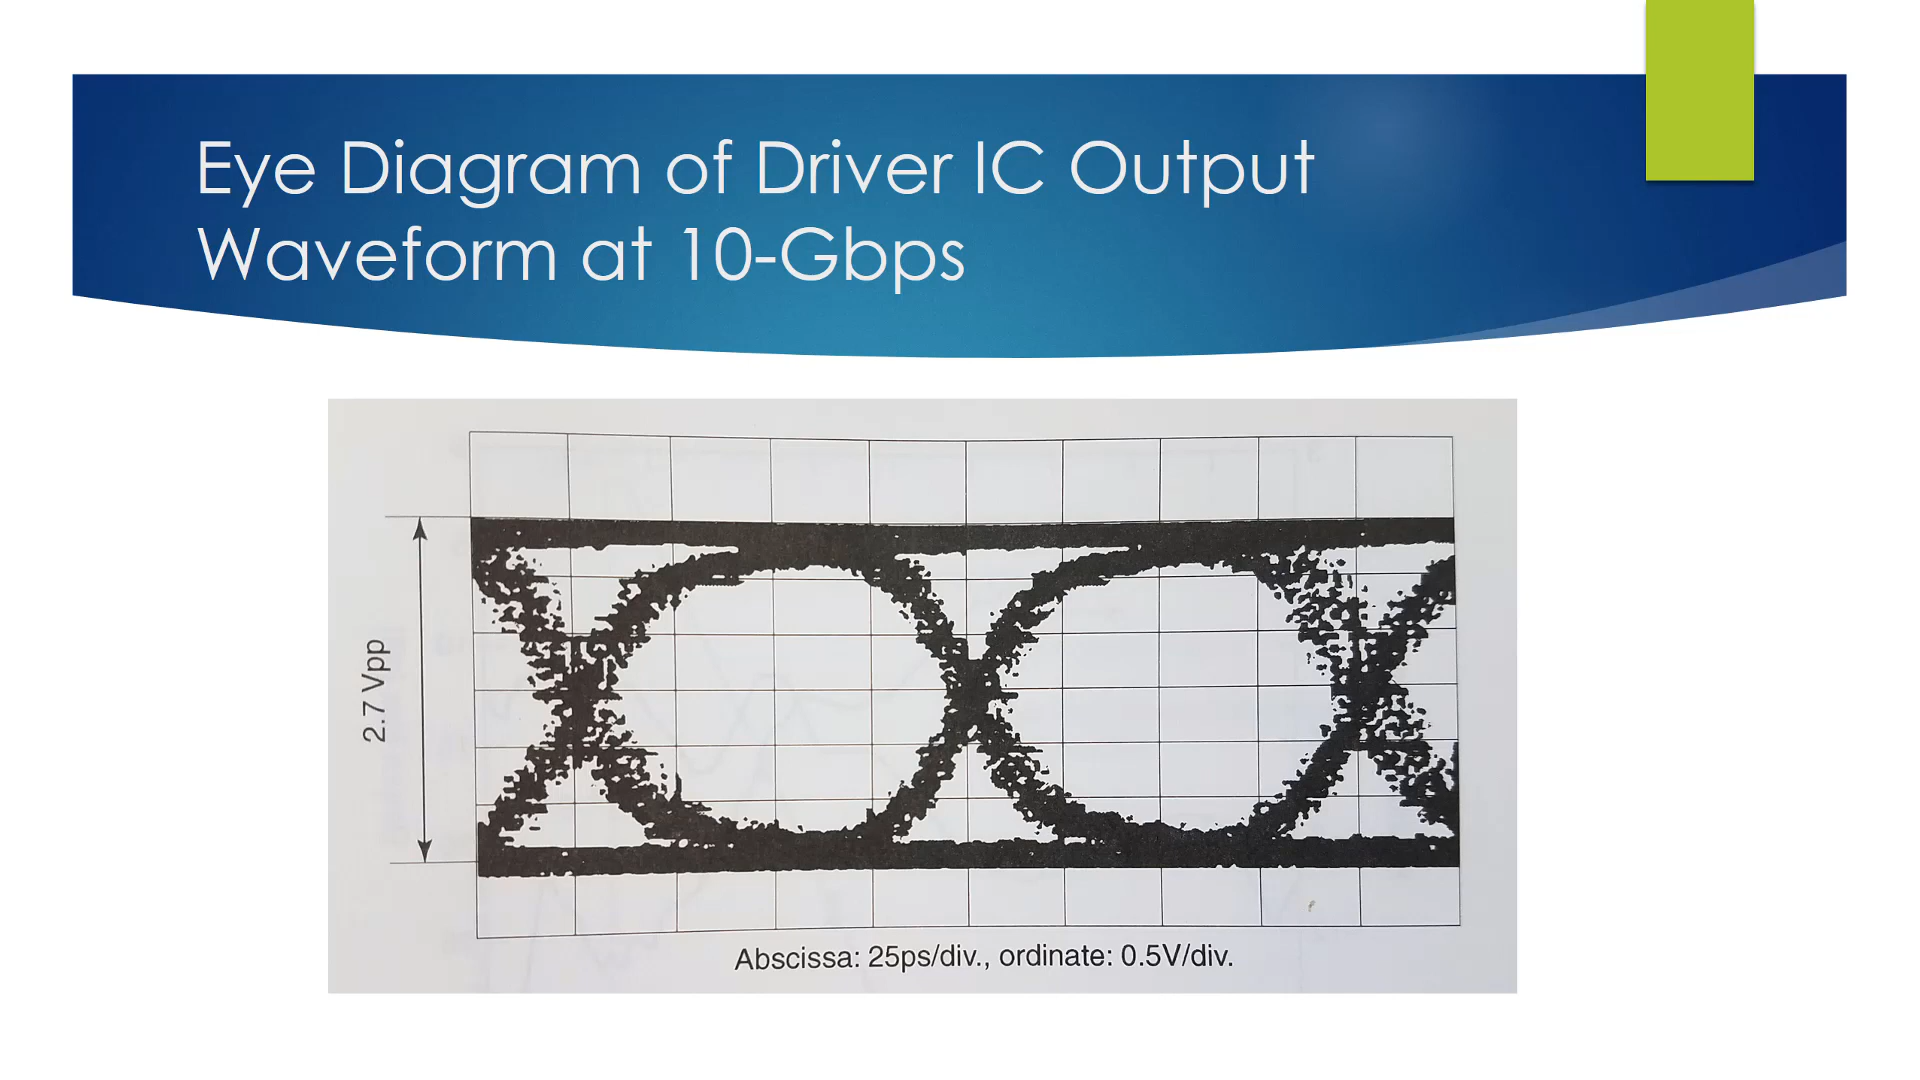 Eye Diagram of Driver IC Output
Waveform at 10-Gbps
2.7 Vpp
Abscissa: 25ps/div., ordinate: 0.5V/div.